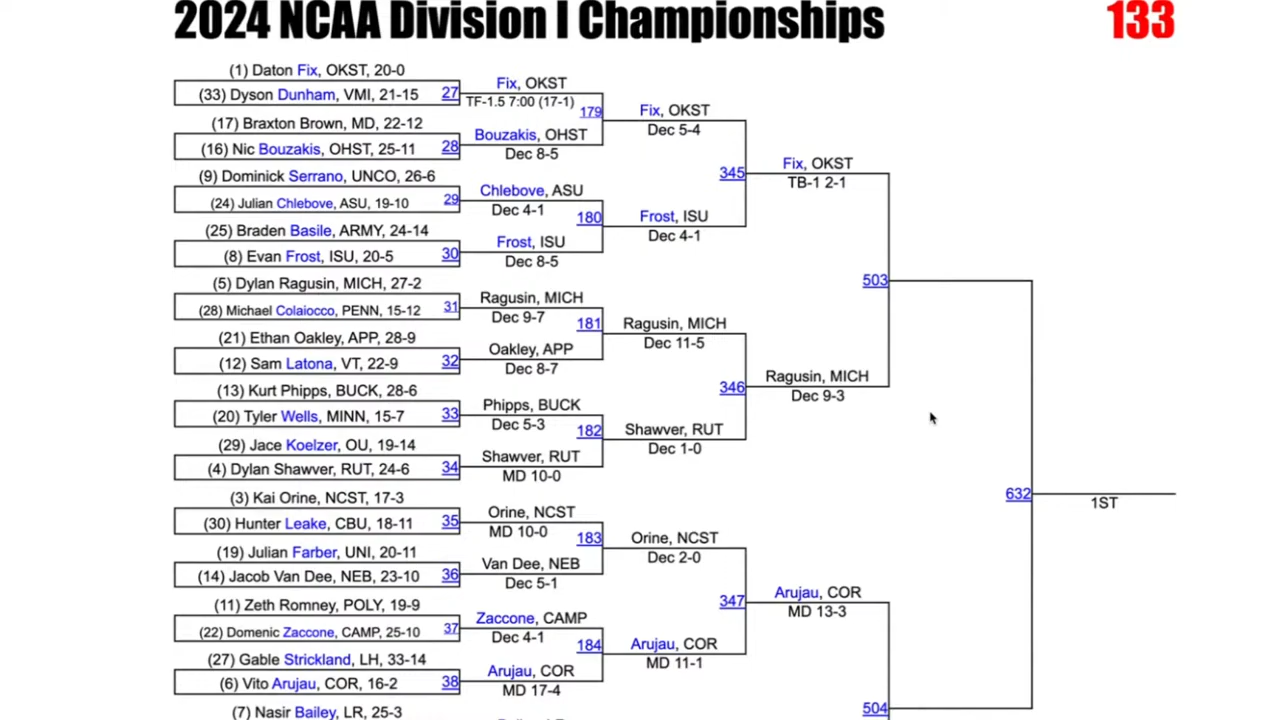 2024 NCAA Division I Championships
133
(1) Daton Fix, OKST, 20-0
(33) Dyson Dunham, VMI, 21-15
27
(17) Braxton Brown, MD, 22-12
(16) Nic Bouzakis, OHST, 25-11
28
(9) Dominick Serrano, UNCO, 26-6
(24) Julian Chlebove, ASU, 19-10
29
(25) Braden Basile, ARMY, 24-14
(8) Evan Frost, ISU, 20-5
30
(5) Dylan Ragusin, MICH, 27-2
(28) Michael Colaiocco, PENN, 15-12
31
(21) Ethan Oakley, APP, 28-9
(12) Sam Latona, VT, 22-9
32
(13) Kurt Phipps, BUCK, 28-6
(20) Tyler Wells, MINN, 15-7
33
(29) Jace Koelzer, OU, 19-14
(4) Dylan Shawver, RUT, 24-6
34
(3) Kai Orine, NCST, 17-3
(30) Hunter Leake, CBU, 18-11
35
(19) Julian Farber, UNI, 20-11
(14) Jacob Van Dee, NEB, 23-10
36
(11) Zeth Romney, POLY, 19-9
(22) Domenic Zaccone, CAMP, 25-10
37
(27) Gable Strickland, LH, 33-14
(6) Vito Arujau, COR, 16-2
38
(7) Nasir Bailey, LR, 25-3
Fix, OKST
TF-1.5 7:00 (17-1)
179
Bouzakis, OHST
Dec 8-5
Chlebove, ASU
Dec 4-1
180
Frost, ISU
Dec 8-5
Ragusin, MICH
Dec 9-7
181
Oakley, APP
Dec 8-7
Phipps, BUCK
Dec 5-3
182
Shawver, RUT
MD 10-0
Orine, NCST
MD 10-0
183
Van Dee, NEB
Dec 5-1
Zaccone, CAMP
Dec 4-1
184
Arujau, COR
MD 17-4
Fix, OKST
Dec 5-4
345
Frost, ISU
Dec 4-1
Ragusin, MICH
Dec 11-5
346
Shawver, RUT
Dec 1-0
Orine, NCST
Dec 2-0
347
Arujau, COR
MD 11-1
Fix, OKST
TB-1 2-1
503
Ragusin, MICH
Dec 9-3
Arujau, COR
MD 13-3
504
632
1ST